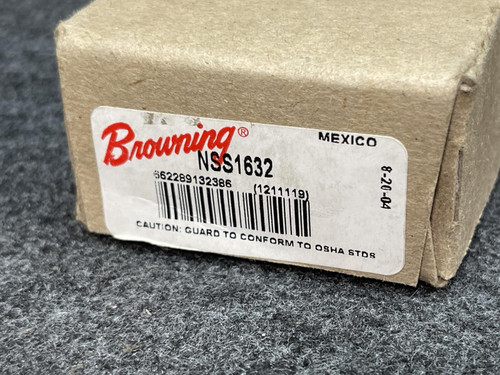 Browning® MEXICO
NSS1632
662289132386 (1211119)
CAUTION: GUARD TO CONFORM TO OSHA STDS
8-20-04